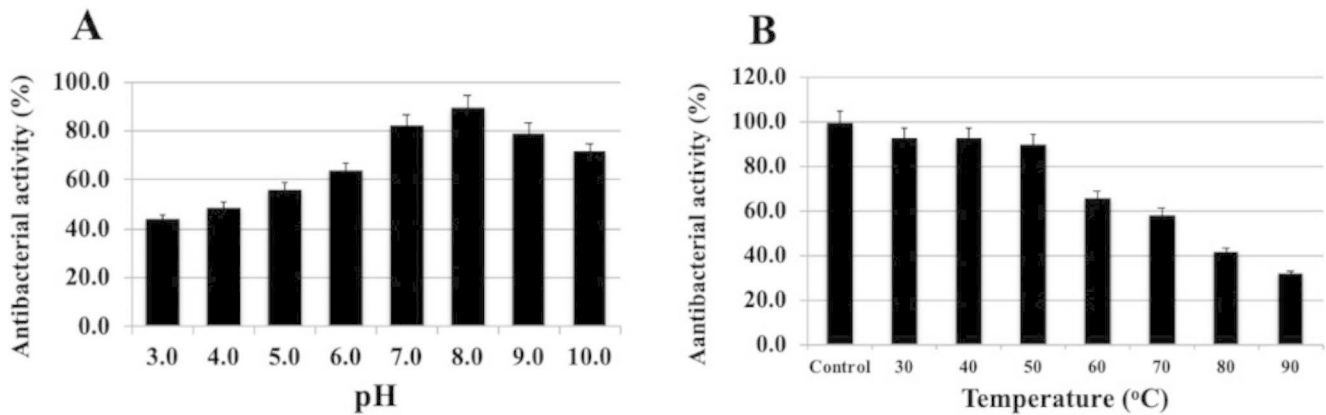 A
Antibacterial activity (%)
100.0
80.0
60.0
40.0
20.0
0.0
3.0 4.0 5.0 6.0 7.0 8.0 9.0 10.0
pH
B
Aantibacterial activity (%)
120.0
100.0
80.0
60.0
40.0
20.0
0.0
Control 30 40 50 60 70 80 90
Temperature (°C)